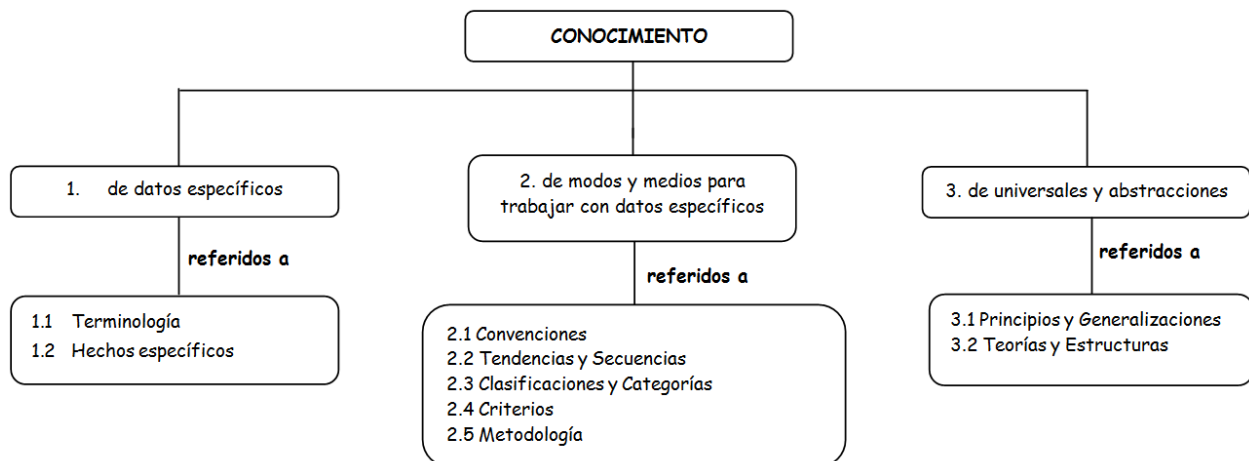 CONOCIMIENTO
1. de datos específicos
2. de modos y medios para
trabajar con datos específicos
3. de universales y abstracciones
referidos a
referidos a
referidos a
1.1 Terminología
1.2 Hechos específicos
2.1 Convenciones
2.2 Tendencias y Secuencias
2.3 Clasificaciones y Categorías
2.4 Criterios
2.5 Metodología
3.1 Principios y Generalizaciones
3.2 Teorías y Estructuras